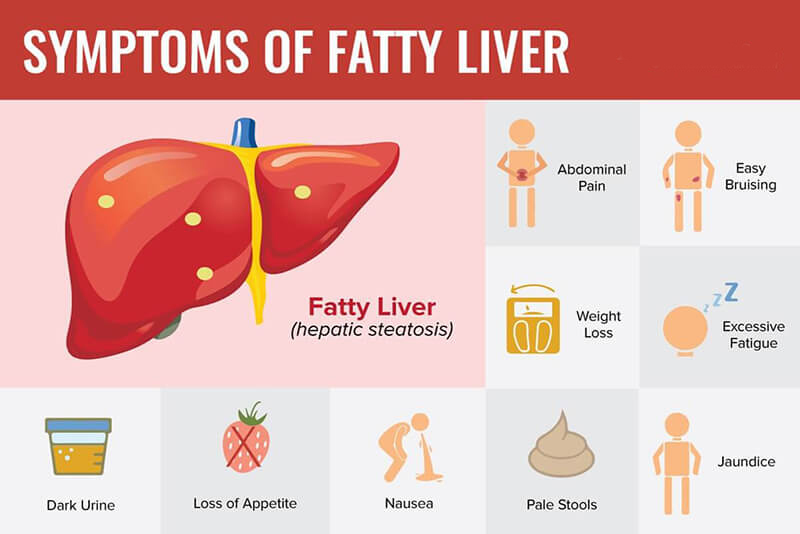 SYMPTOMS OF FATTY LIVER
Fatty Liver
(hepatic steatosis)
Abdominal
Pain
Easy
Bruising
Weight
Loss
z z Z
Excessive
Fatigue
Dark Urine
Loss of Appetite
Nausea
Pale Stools
Jaundice